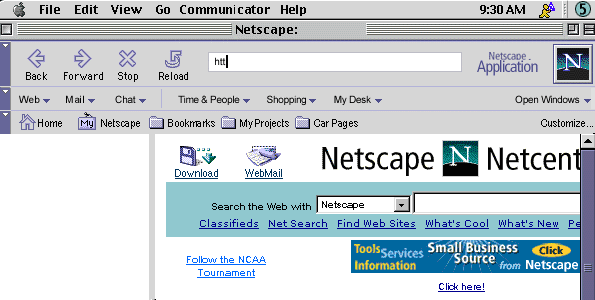 File Edit View Go Communicator Help 9:30 AM
Netscape:
htt
Back Forward Stop Reload
Netscape
Application
N
Web Mail Chat Time & People Shopping My Desk Open Windows
Home My Netscape Bookmarks My Projects Car Pages Customize...
Download WebMail
Netscape N Netcent
Search the Web with Netscape
Classifieds Net Search Find Web Sites What's Cool What's New Pe
Tools Services Information Small Business Source from Netscape Click
Follow the NCAA
Tournament
Click here!